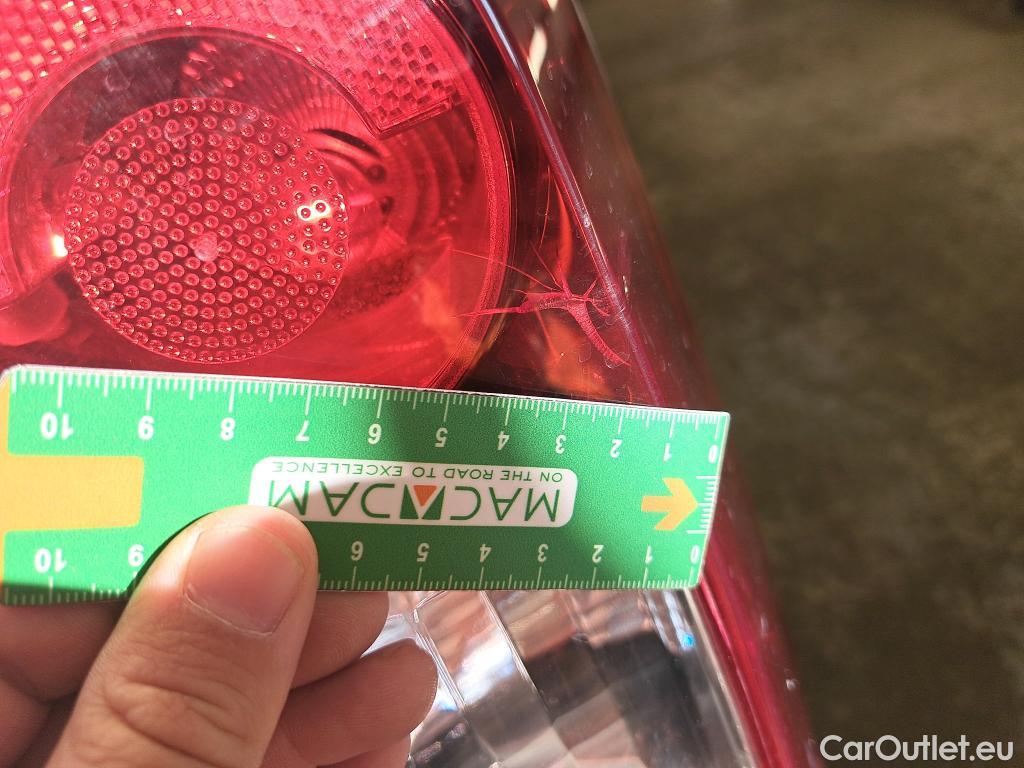 10 9 8 7 6 5 4 3 2 1 0
ON THE ROAD TO EXCELLENCE
MACADAM
10 9 6 5 4 3 2 1 0
CarOutlet.eu